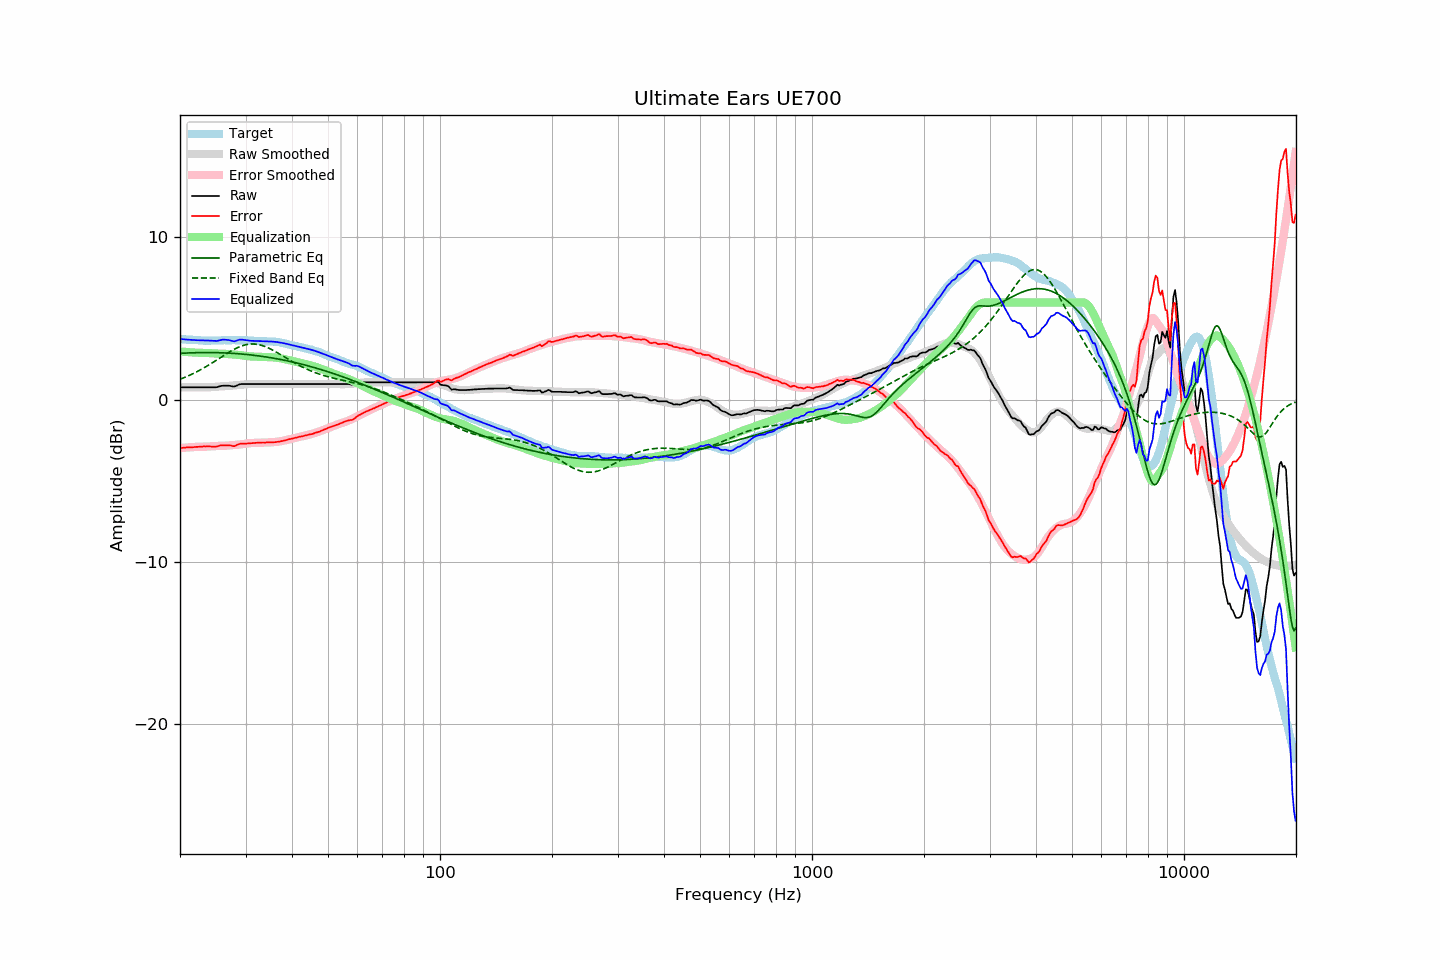 Ultimate Ears UE700
Target
Raw Smoothed
Error Smoothed
Raw
Error
Equalization
Parametric Eq
Fixed Band Eq
Equalized
10
0
−10
−20
Amplitude (dBr)
100
1000
10000
Frequency (Hz)